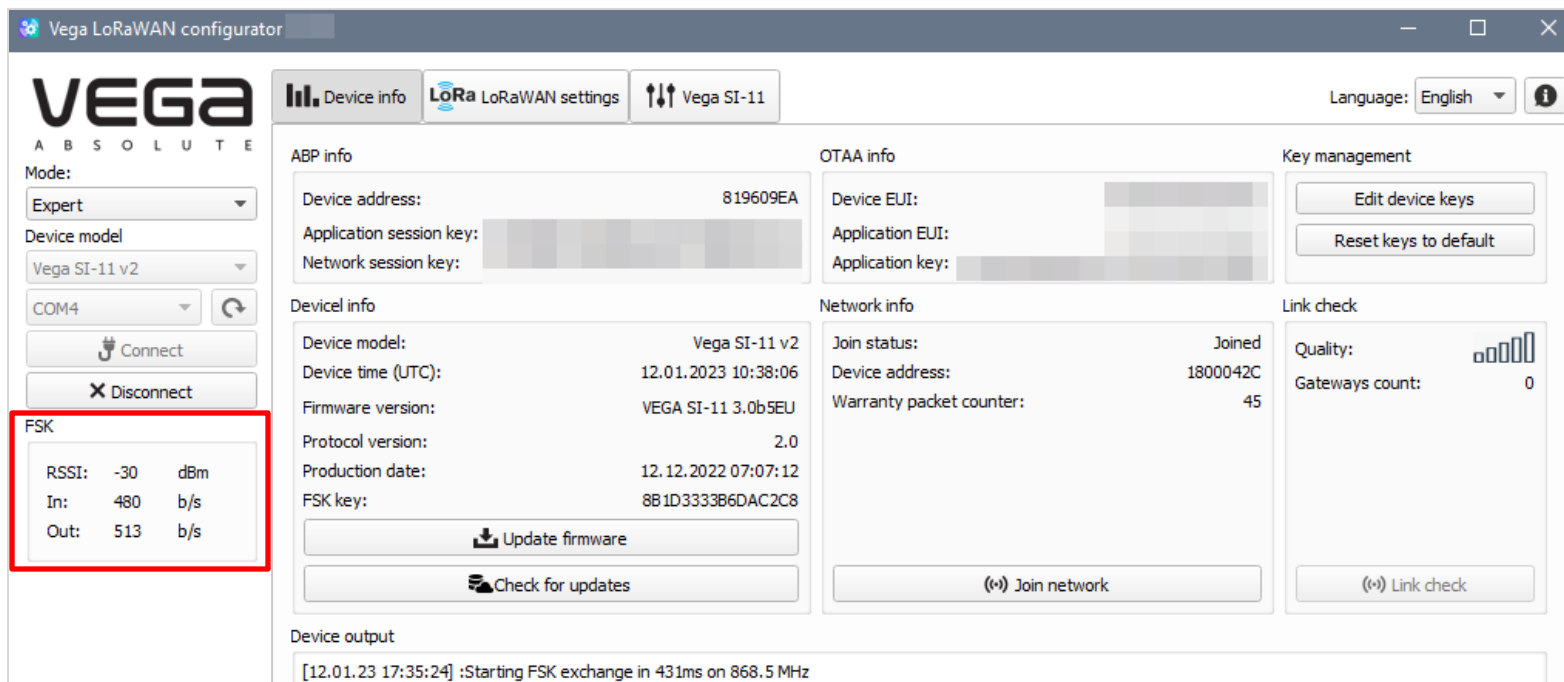 Vega LoRaWAN configurator
VEGA
ABSOLUTE
Mode:
Expert
Device model
Vega SI-11 v2
COM4
Connect
Disconnect
FSK
RSSI: -30 dBm
In: 480 b/s
Out: 513 b/s
Device info
LoRa LoRaWAN settings
Vega SI-11
Language: English
ABP info
Device address: 819609EA
Application session key:
Network session key:
OTAA info
Device EUI:
Application EUI:
Application key:
Key management
Edit device keys
Reset keys to default
Devicel info
Device model: Vega SI-11 v2
Device time (UTC): 12.01.2023 10:38:06
Firmware version: VEGA SI-11 3.0b5EU
Protocol version: 2.0
Production date: 12.12.2022 07:07:12
FSK key: 8B1D3333B6DAC2C8
Update firmware
Check for updates
Network info
Join status: Joined
Device address: 1800042C
Warranty packet counter: 45
Join network
Link check
Quality:
Gateways count: 0
Link check
Device output
[12.01.23 17:35:24] :Starting FSK exchange in 431ms on 868.5 MHz